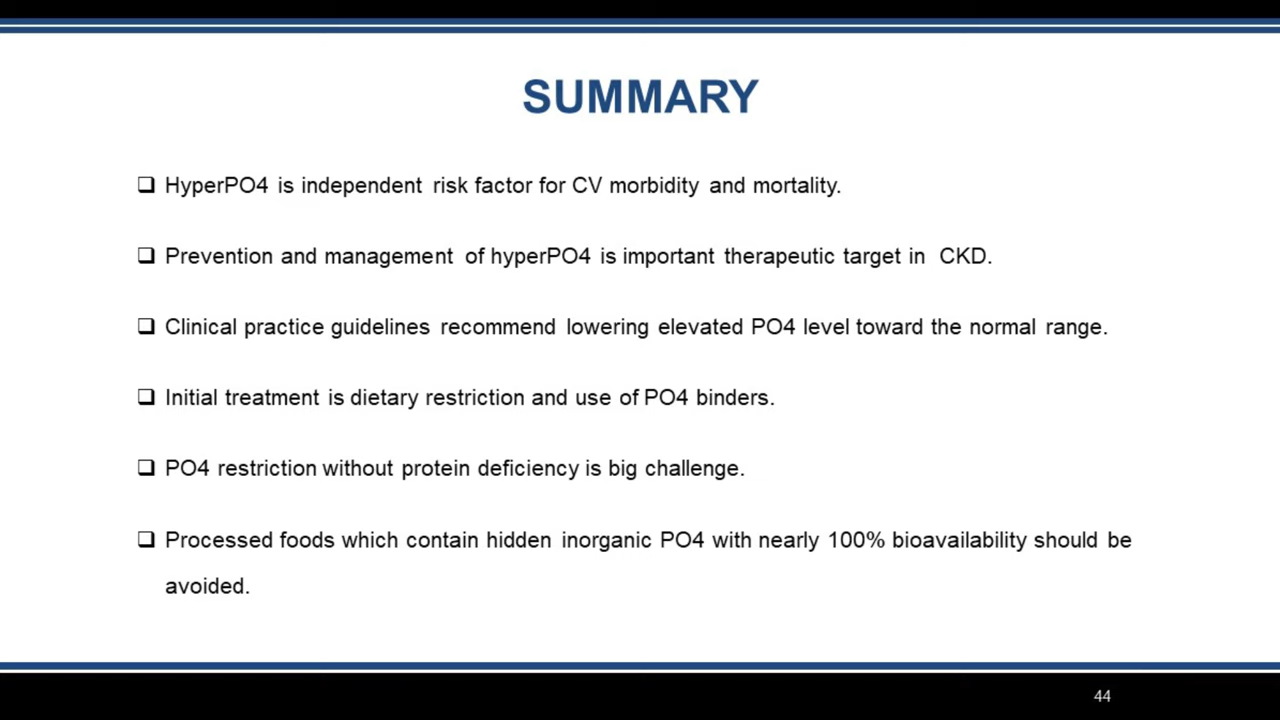 SUMMARY
❑ HyperPO4 is independent risk factor for CV morbidity and mortality.
❑ Prevention and management of hyperPO4 is important therapeutic target in CKD.
❑ Clinical practice guidelines recommend lowering elevated PO4 level toward the normal range.
❑ Initial treatment is dietary restriction and use of PO4 binders.
❑ PO4 restriction without protein deficiency is big challenge.
❑ Processed foods which contain hidden inorganic PO4 with nearly 100% bioavailability should be
avoided.
44